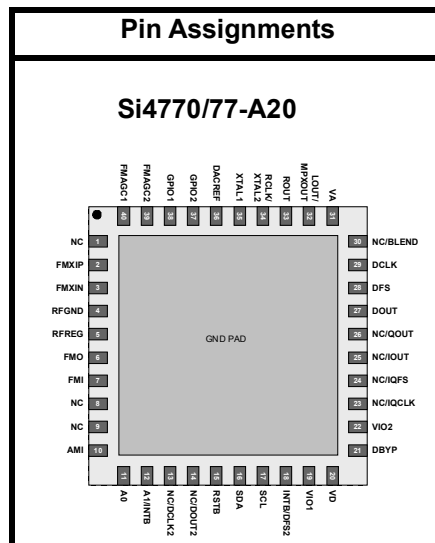 Pin Assignments
Si4770/77-A20
FMAGC1
FMAGC2
GPIO1
GPIO2
DACREF
XTAL1
RCLK/
XTAL2
ROUT
LOUT/
MPXOUT
VA
40
39
38
37
36
35
34
33
32
31
NC 1
FMXIP 2
FMXIN 3
RFGND 4
RFREG 5
FMO 6
FMI 7
NC 8
NC 9
AMI 10
GND PAD
30 NC/BLEND
29 DCLK
28 DFS
27 DOUT
26 NC/QOUT
25 NC/IOUT
24 NC/IQFS
23 NC/IQCLK
22 VIO2
21 DBYP
11
12
13
14
15
16
17
18
19
20
A0
A1/INTB
NC/DCLK2
NC/DOUT2
RSTB
SDA
SCL
INTB/DFS2
VIO1
VD